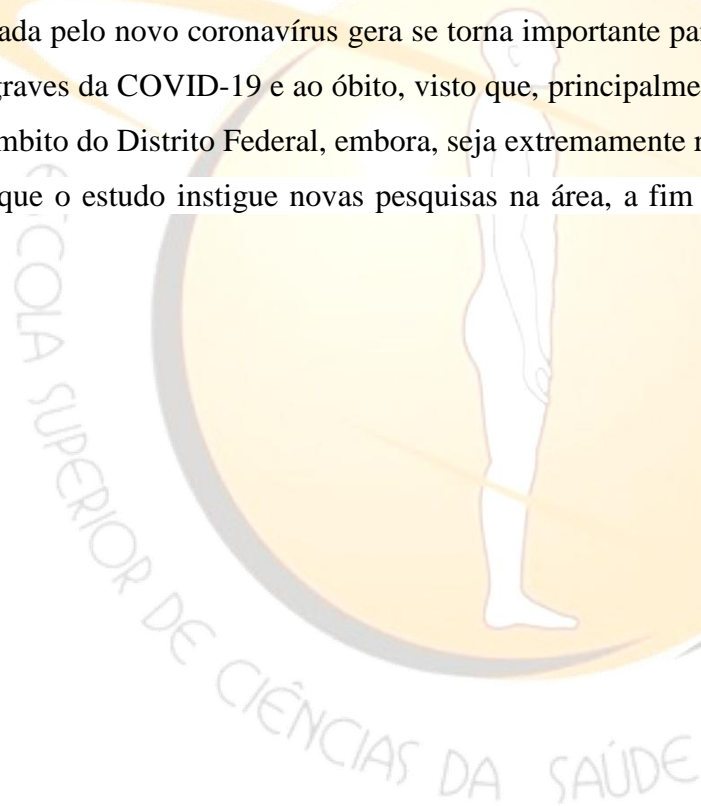 ada pelo novo coronavírus gera se torna importante pa
graves da COVID-19 e ao óbito, visto que, principalme
mbito do Distrito Federal, embora, seja extremamente
que o estudo instigue novas pesquisas na área, a fim
ESCOLA SUPERIOR DE CIÊNCIAS DA SAÚDE